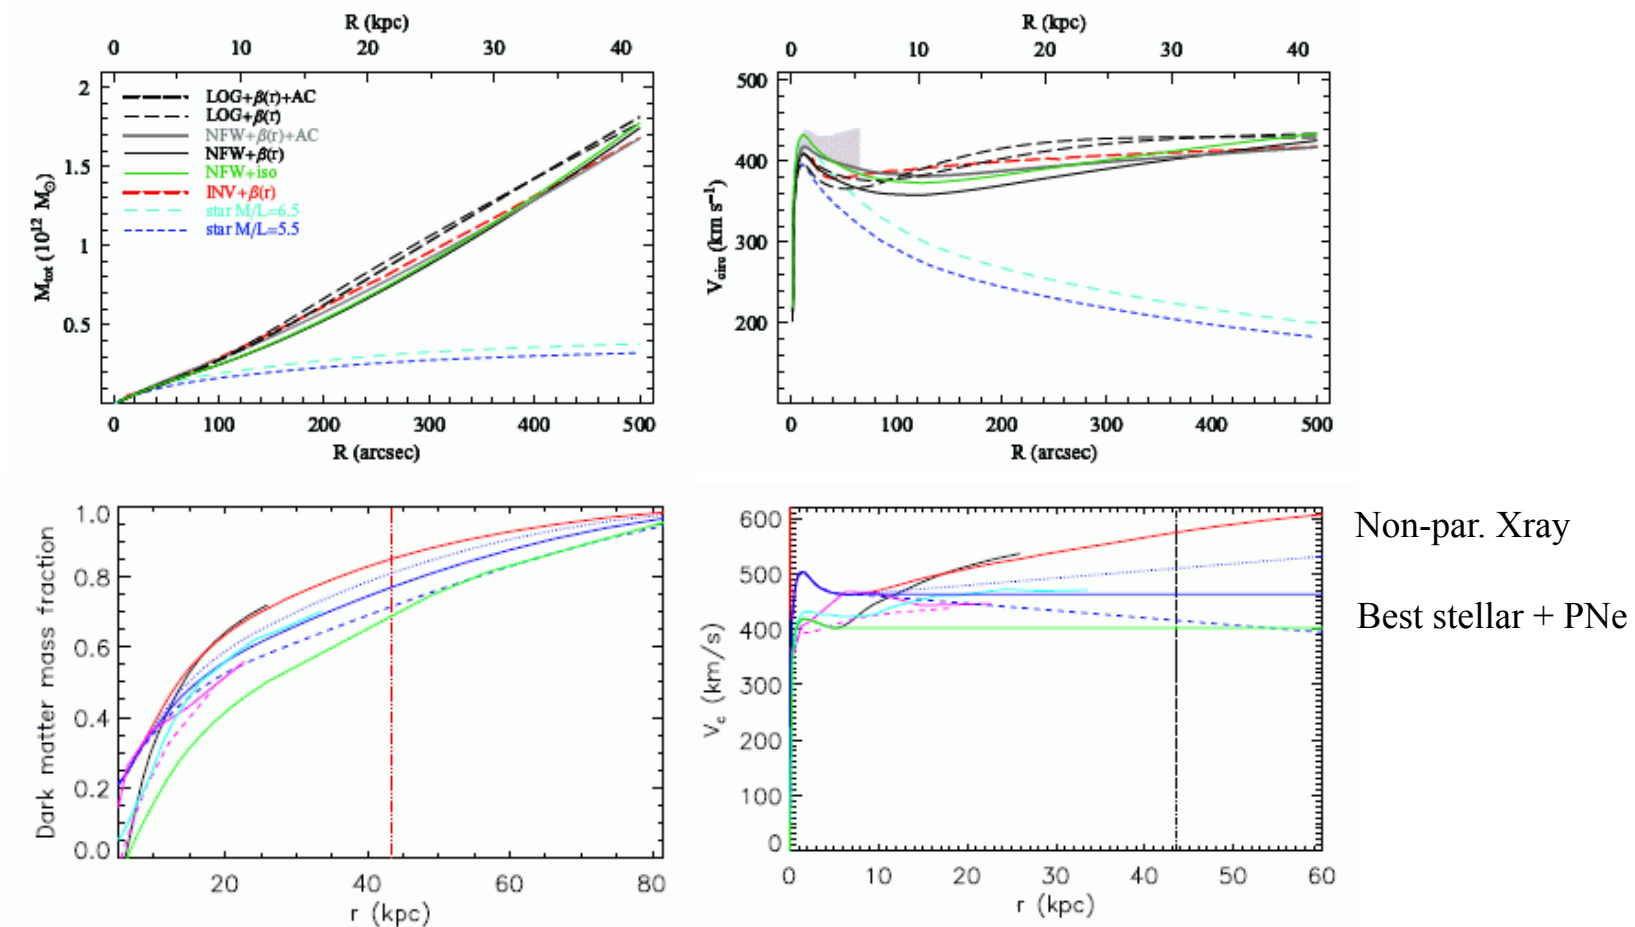 R (kpc)
0 10 20 30 40
2
1.5
1
0.5
M_tot (10^12 M_⊙)
LOG+β(r)+AC
LOG+β(r)
NFW+β(r)+AC
NFW+β(r)
NFW+iso
INV+β(r)
star M/L=6.5
star M/L=5.5
0 100 200 300 400 500
R (arcsec)
R (kpc)
0 10 20 30 40
500
400
300
200
V_circ (km s^-1)
0 100 200 300 400 500
R (arcsec)
1.0
0.8
0.6
0.4
0.2
0.0
Dark matter mass fraction
20 40 60 80
r (kpc)
600
500
400
300
200
100
0
V_c (km/s)
0 10 20 30 40 50 60
r (kpc)
Non-par. Xray
Best stellar + PNe